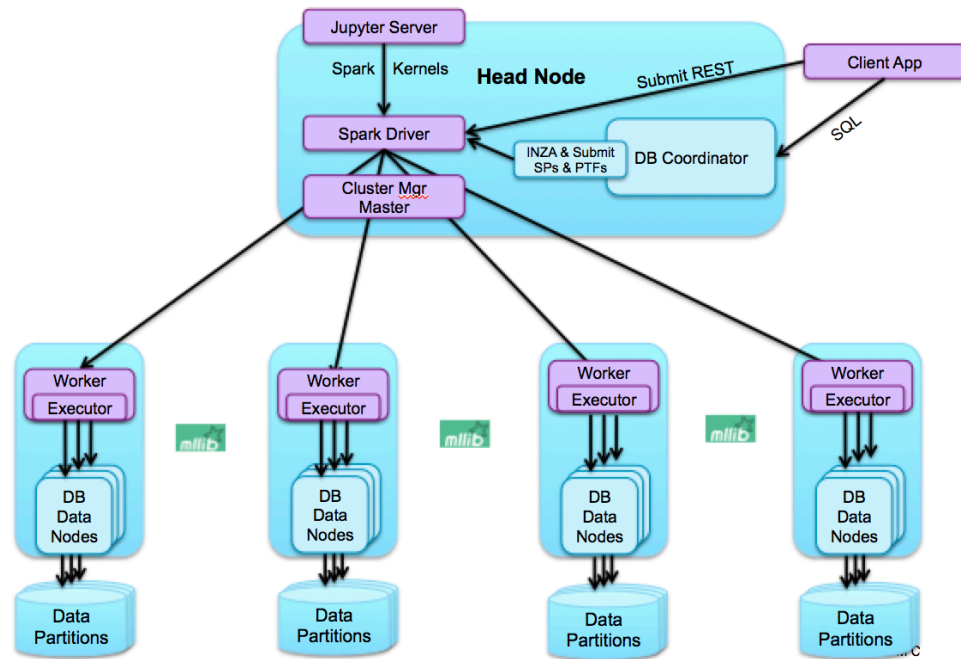 Jupyter Server
Spark Kernels
Head Node
Submit REST
Client App
SQL
Spark Driver
INZA & Submit
SPs & PTFs
DB Coordinator
Cluster Mgr
Master
Worker
Executor
Worker
Executor
Worker
Executor
Worker
Executor
mllib
mllib
mllib
DB
Data
Nodes
DB
Data
Nodes
DB
Data
Nodes
DB
Data
Nodes
Data
Partitions
Data
Partitions
Data
Partitions
Data
Partitions